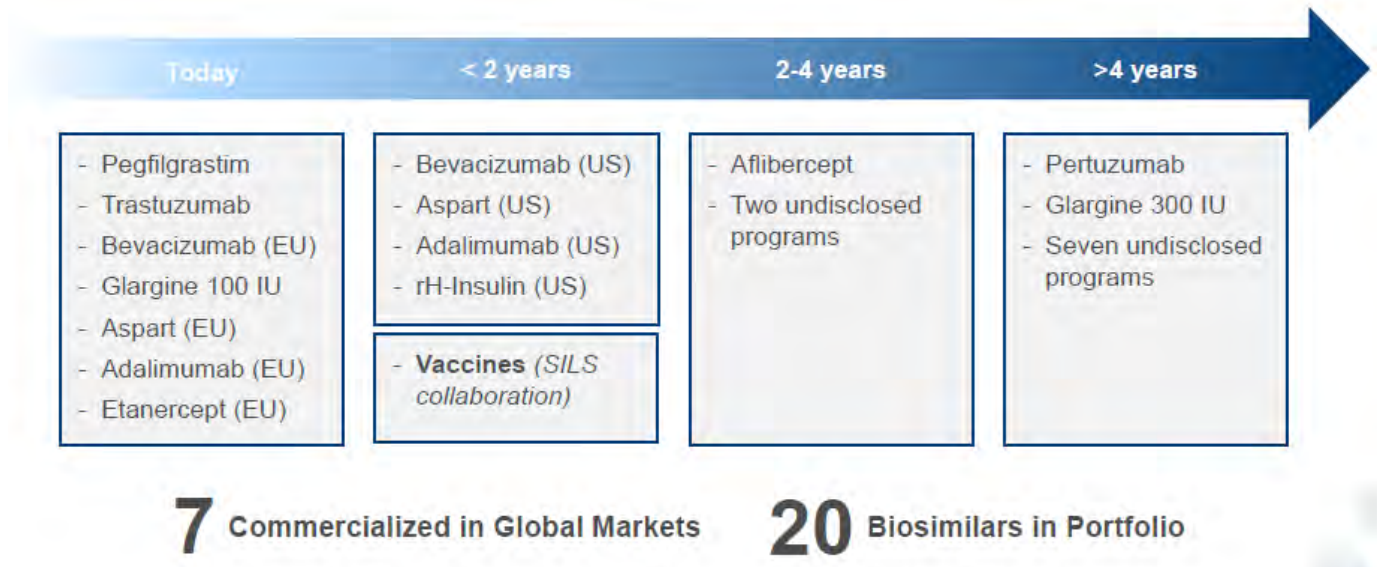 Today
< 2 years
2-4 years
>4 years
- Pegfilgrastim
- Trastuzumab
- Bevacizumab (EU)
- Glargine 100 IU
- Aspart (EU)
- Adalimumab (EU)
- Etanercept (EU)
- Bevacizumab (US)
- Aspart (US)
- Adalimumab (US)
- rH-Insulin (US)
- Vaccines (SILS
collaboration)
- Aflibercept
- Two undisclosed
programs
- Pertuzumab
- Glargine 300 IU
- Seven undisclosed
programs
7 Commercialized in Global Markets
20 Biosimilars in Portfolio